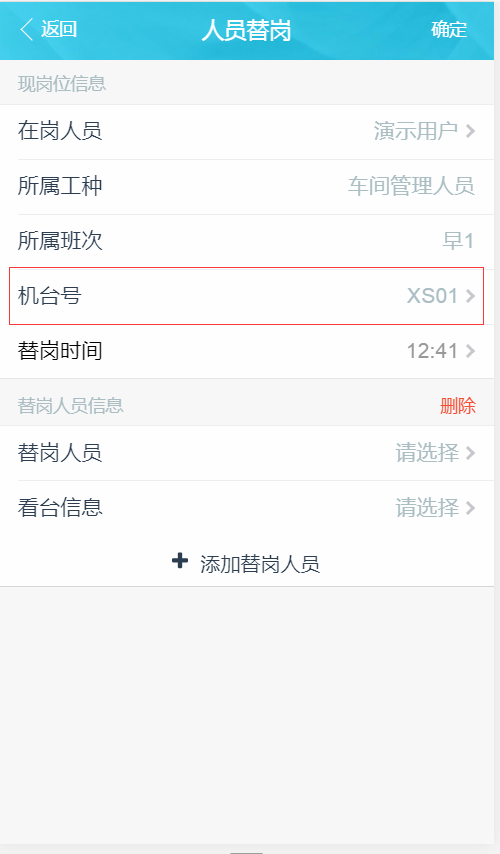 返回 人员替岗 确定
现岗位信息
在岗人员 演示用户
所属工种 车间管理人员
所属班次 早1
机台号 XS01
替岗时间 12:41
替岗人员信息 删除
替岗人员 请选择
看台信息 请选择
添加替岗人员